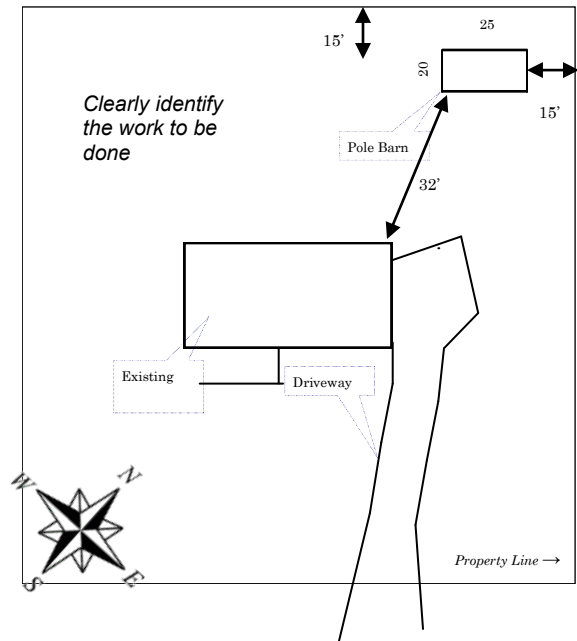 25
15’
20
15’
Clearly identify
the work to be
done
Pole Barn
32’
Existing
Driveway
W
N
S
E
Property Line →